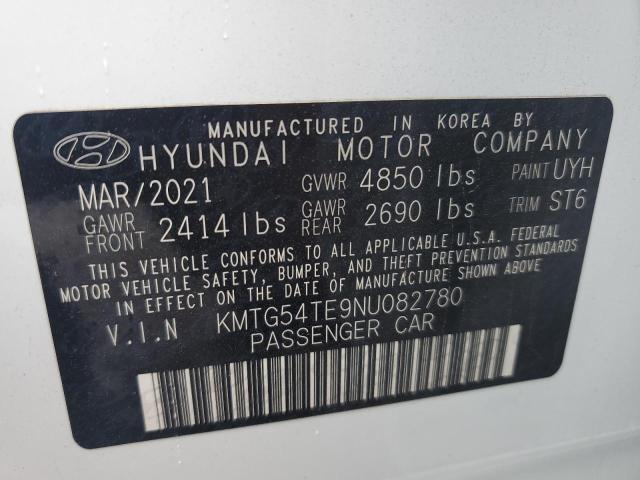 MANUFACTURED IN KOREA BY
HYUNDAI MOTOR COMPANY
MAR/2021 GVWR 4850 lbs PAINT UYH
GAWR FRONT 2414 lbs GAWR REAR 2690 lbs TRIM ST6
THIS VEHICLE CONFORMS TO ALL APPLICABLE U.S.A. FEDERAL
MOTOR VEHICLE SAFETY, BUMPER, AND THEFT PREVENTION STANDARDS
IN EFFECT ON THE DATE OF MANUFACTURE SHOWN ABOVE
V.I.N KMTG54TE9NU082780
PASSENGER CAR